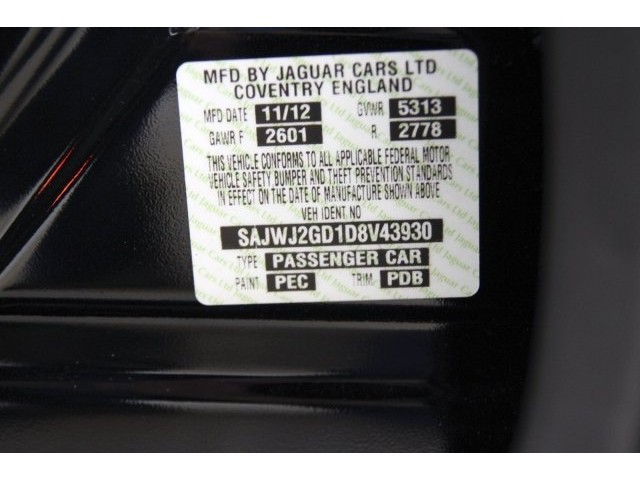 MFD BY JAGUAR CARS LTD
COVENTRY ENGLAND
MFD DATE 11/12 GVWR 5313
GAWR F 2601 R 2778
THIS VEHICLE CONFORMS TO ALL APPLICABLE FEDERAL MOTOR
VEHICLE SAFETY, BUMPER AND THEFT PREVENTION STANDARDS
IN EFFECT ON THE DATE OF MANUFACTURE SHOWN ABOVE
VEH IDENT NO
SAJWJ2GD1D8V43930
TYPE PASSENGER CAR
PAINT PEC TRIM PDB